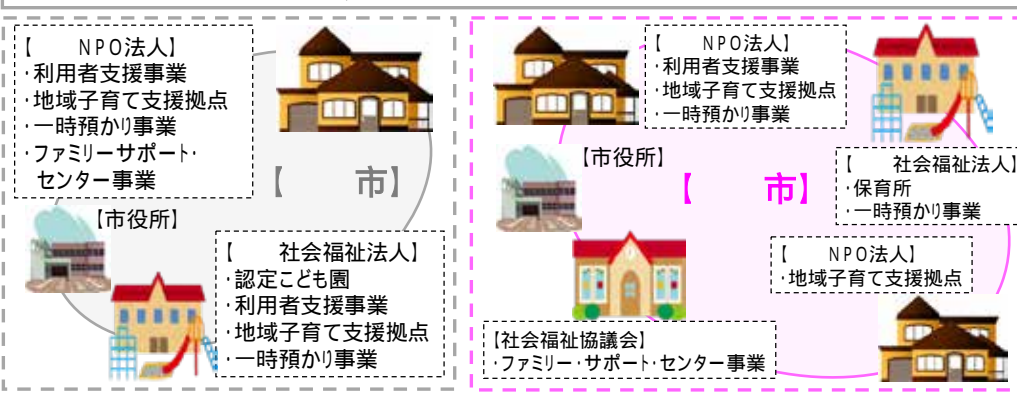 【　　NPO法人】
・利用者支援事業
・地域子育て支援拠点
・一時預かり事業
・ファミリーサポート・
センター事業
【　　市】
【市役所】
【　　社会福祉法人】
・認定こども園
・利用者支援事業
・地域子育て支援拠点
・一時預かり事業
【　　NPO法人】
・利用者支援事業
・地域子育て支援拠点
・一時預かり事業
【市役所】
【　　市】
【　　社会福祉法人】
・保育所
・一時預かり事業
【　　NPO法人】
・地域子育て支援拠点
【社会福祉協議会】
・ファミリー・サポート・センター事業